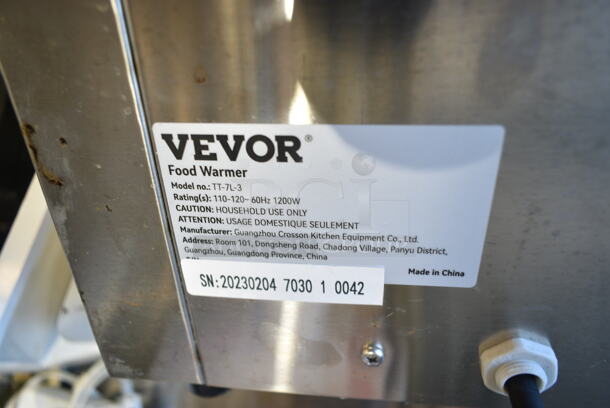 VEVOR®
Food Warmer
Model no.: TT-7L-3
Rating(s): 110-120~ 60Hz 1200W
CAUTION: HOUSEHOLD USE ONLY
ATTENTION: USAGE DOMESTIQUE SEULEMENT
Manufacturer: Guangzhou Crosson Kitchen Equipment Co., Ltd.
Address: Room 101, Dongsheng Road, Chadong Village, Panyu District,
Guangzhou, Guangdong Province, China
Made in China
SN:20230204 7030 1 0042